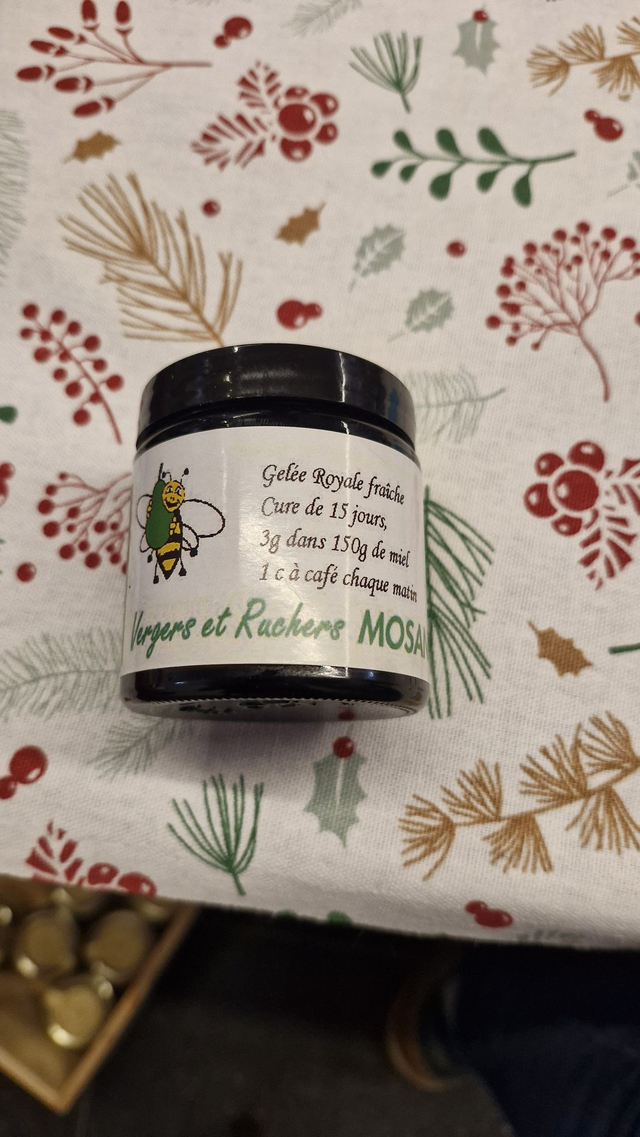 Gelée Royale fraîche
Cure de 15 jours,
3g dans 150g de miel
1 c à café chaque matin
Vergers et Ruchers